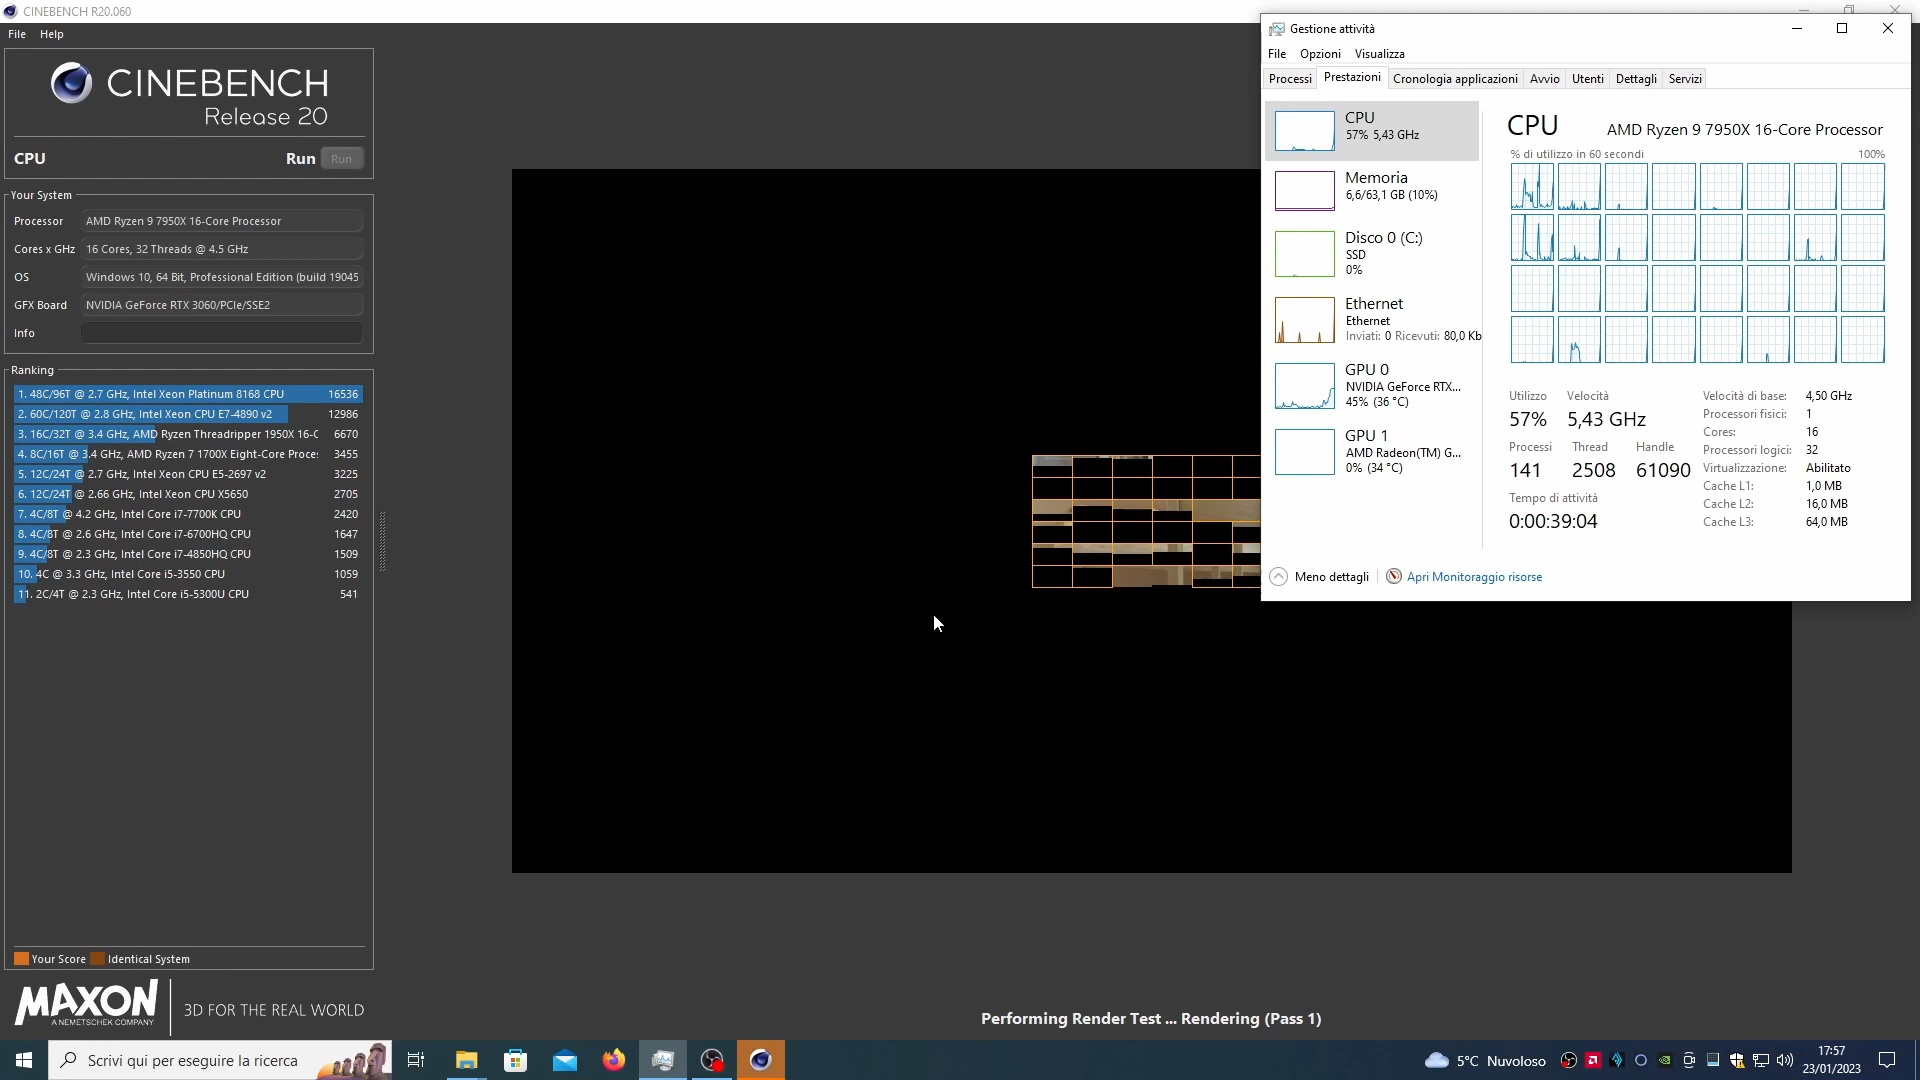 CINEBENCH R20.060
File Help
CINEBENCH
Release 20
CPU Run Run
Your System
Processor AMD Ryzen 9 7950X 16-Core Processor
Cores x GHz 16 Cores, 32 Threads @ 4.5 GHz
OS Windows 10, 64 Bit, Professional Edition (build 19045
GFX Board NVIDIA GeForce RTX 3060/PCIe/SSE2
Info
Ranking
1. 48C/96T @ 2.7 GHz, Intel Xeon Platinum 8168 CPU 16536
2. 60C/120T @ 2.8 GHz, Intel Xeon CPU E7-4890 v2 12986
3. 16C/32T @ 3.4 GHz, AMD Ryzen Threadripper 1950X 16-C 6670
4. 8C/16T @ 3.4 GHz, AMD Ryzen 7 1700X Eight-Core Proce: 3455
5. 12C/24T @ 2.7 GHz, Intel Xeon CPU E5-2697 v2 3225
6. 12C/24T @ 2.66 GHz, Intel Xeon CPU X5650 2705
7. 4C/8T @ 4.2 GHz, Intel Core i7-7700K CPU 2420
8. 4C/8T @ 2.6 GHz, Intel Core i7-6700HQ CPU 1647
9. 4C/8T @ 2.3 GHz, Intel Core i7-4850HQ CPU 1509
10. 4C @ 3.3 GHz, Intel Core i5-3550 CPU 1059
11. 2C/4T @ 2.3 GHz, Intel Core i5-5300U CPU 541
Your Score Identical System
MAXON
A NEMETSCHEK COMPANY
3D FOR THE REAL WORLD
Performing Render Test ... Rendering (Pass 1)
Gestione attività
File Opzioni Visualizza
Processi Prestazioni Cronologia applicazioni Avvio Utenti Dettagli Servizi
CPU
57% 5,43 GHz
Memoria
6,6/63,1 GB (10%)
Disco 0 (C:)
SSD
0%
Ethernet
Ethernet
Inviati: 0 Ricevuti: 80,0 Kb
GPU 0
NVIDIA GeForce RTX...
45% (36 °C)
GPU 1
AMD Radeon(TM) G...
0% (34 °C)
CPU AMD Ryzen 9 7950X 16-Core Processor
% di utilizzo in 60 secondi 100%
Utilizzo Velocità
57% 5,43 GHz
Processi Thread Handle
141 2508 61090
Tempo di attività
0:00:39:04
Velocità di base: 4,50 GHz
Processori fisici: 1
Cores: 16
Processori logici: 32
Virtualizzazione: Abilitato
Cache L1: 1,0 MB
Cache L2: 16,0 MB
Cache L3: 64,0 MB
Meno dettagli Apri Monitoraggio risorse
Scrivi qui per eseguire la ricerca
5°C Nuvoloso
17:57
23/01/2023